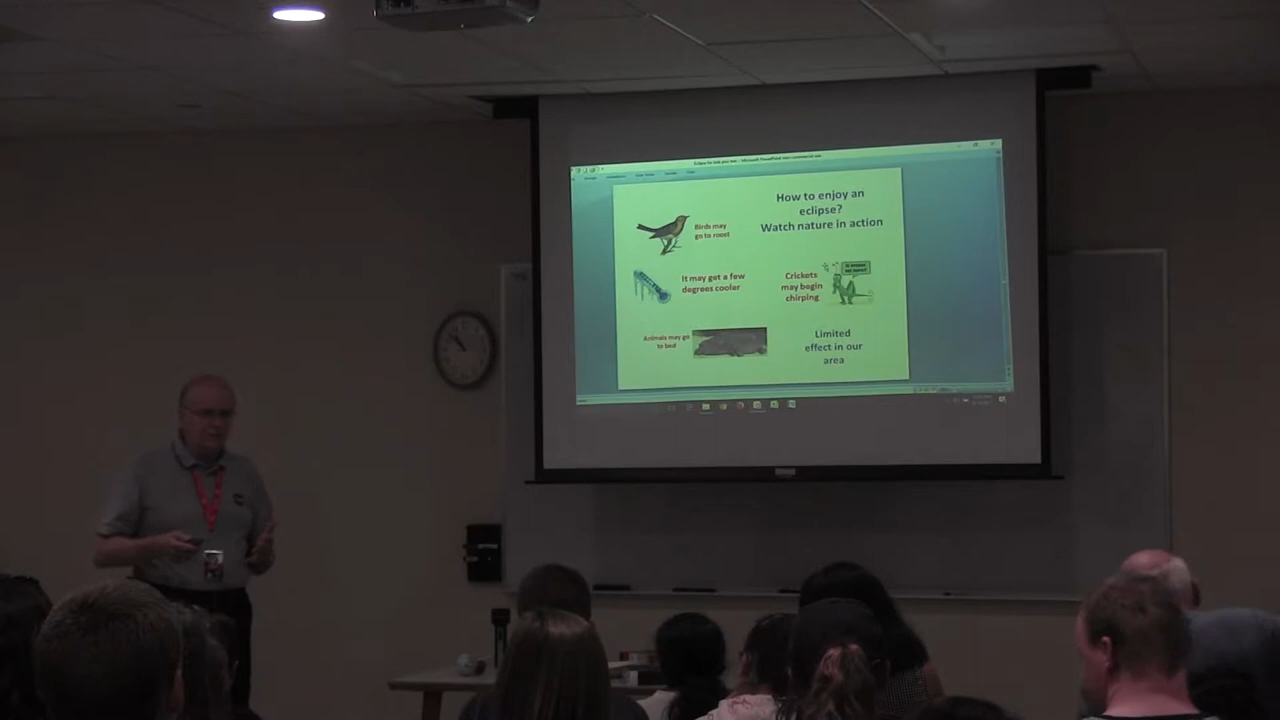 How to enjoy an
eclipse?
Watch nature in action
Birds may
go to roost
It may get a few
degrees cooler
Crickets
may begin
chirping
Animals may go
to bed
Limited
effect in our
area